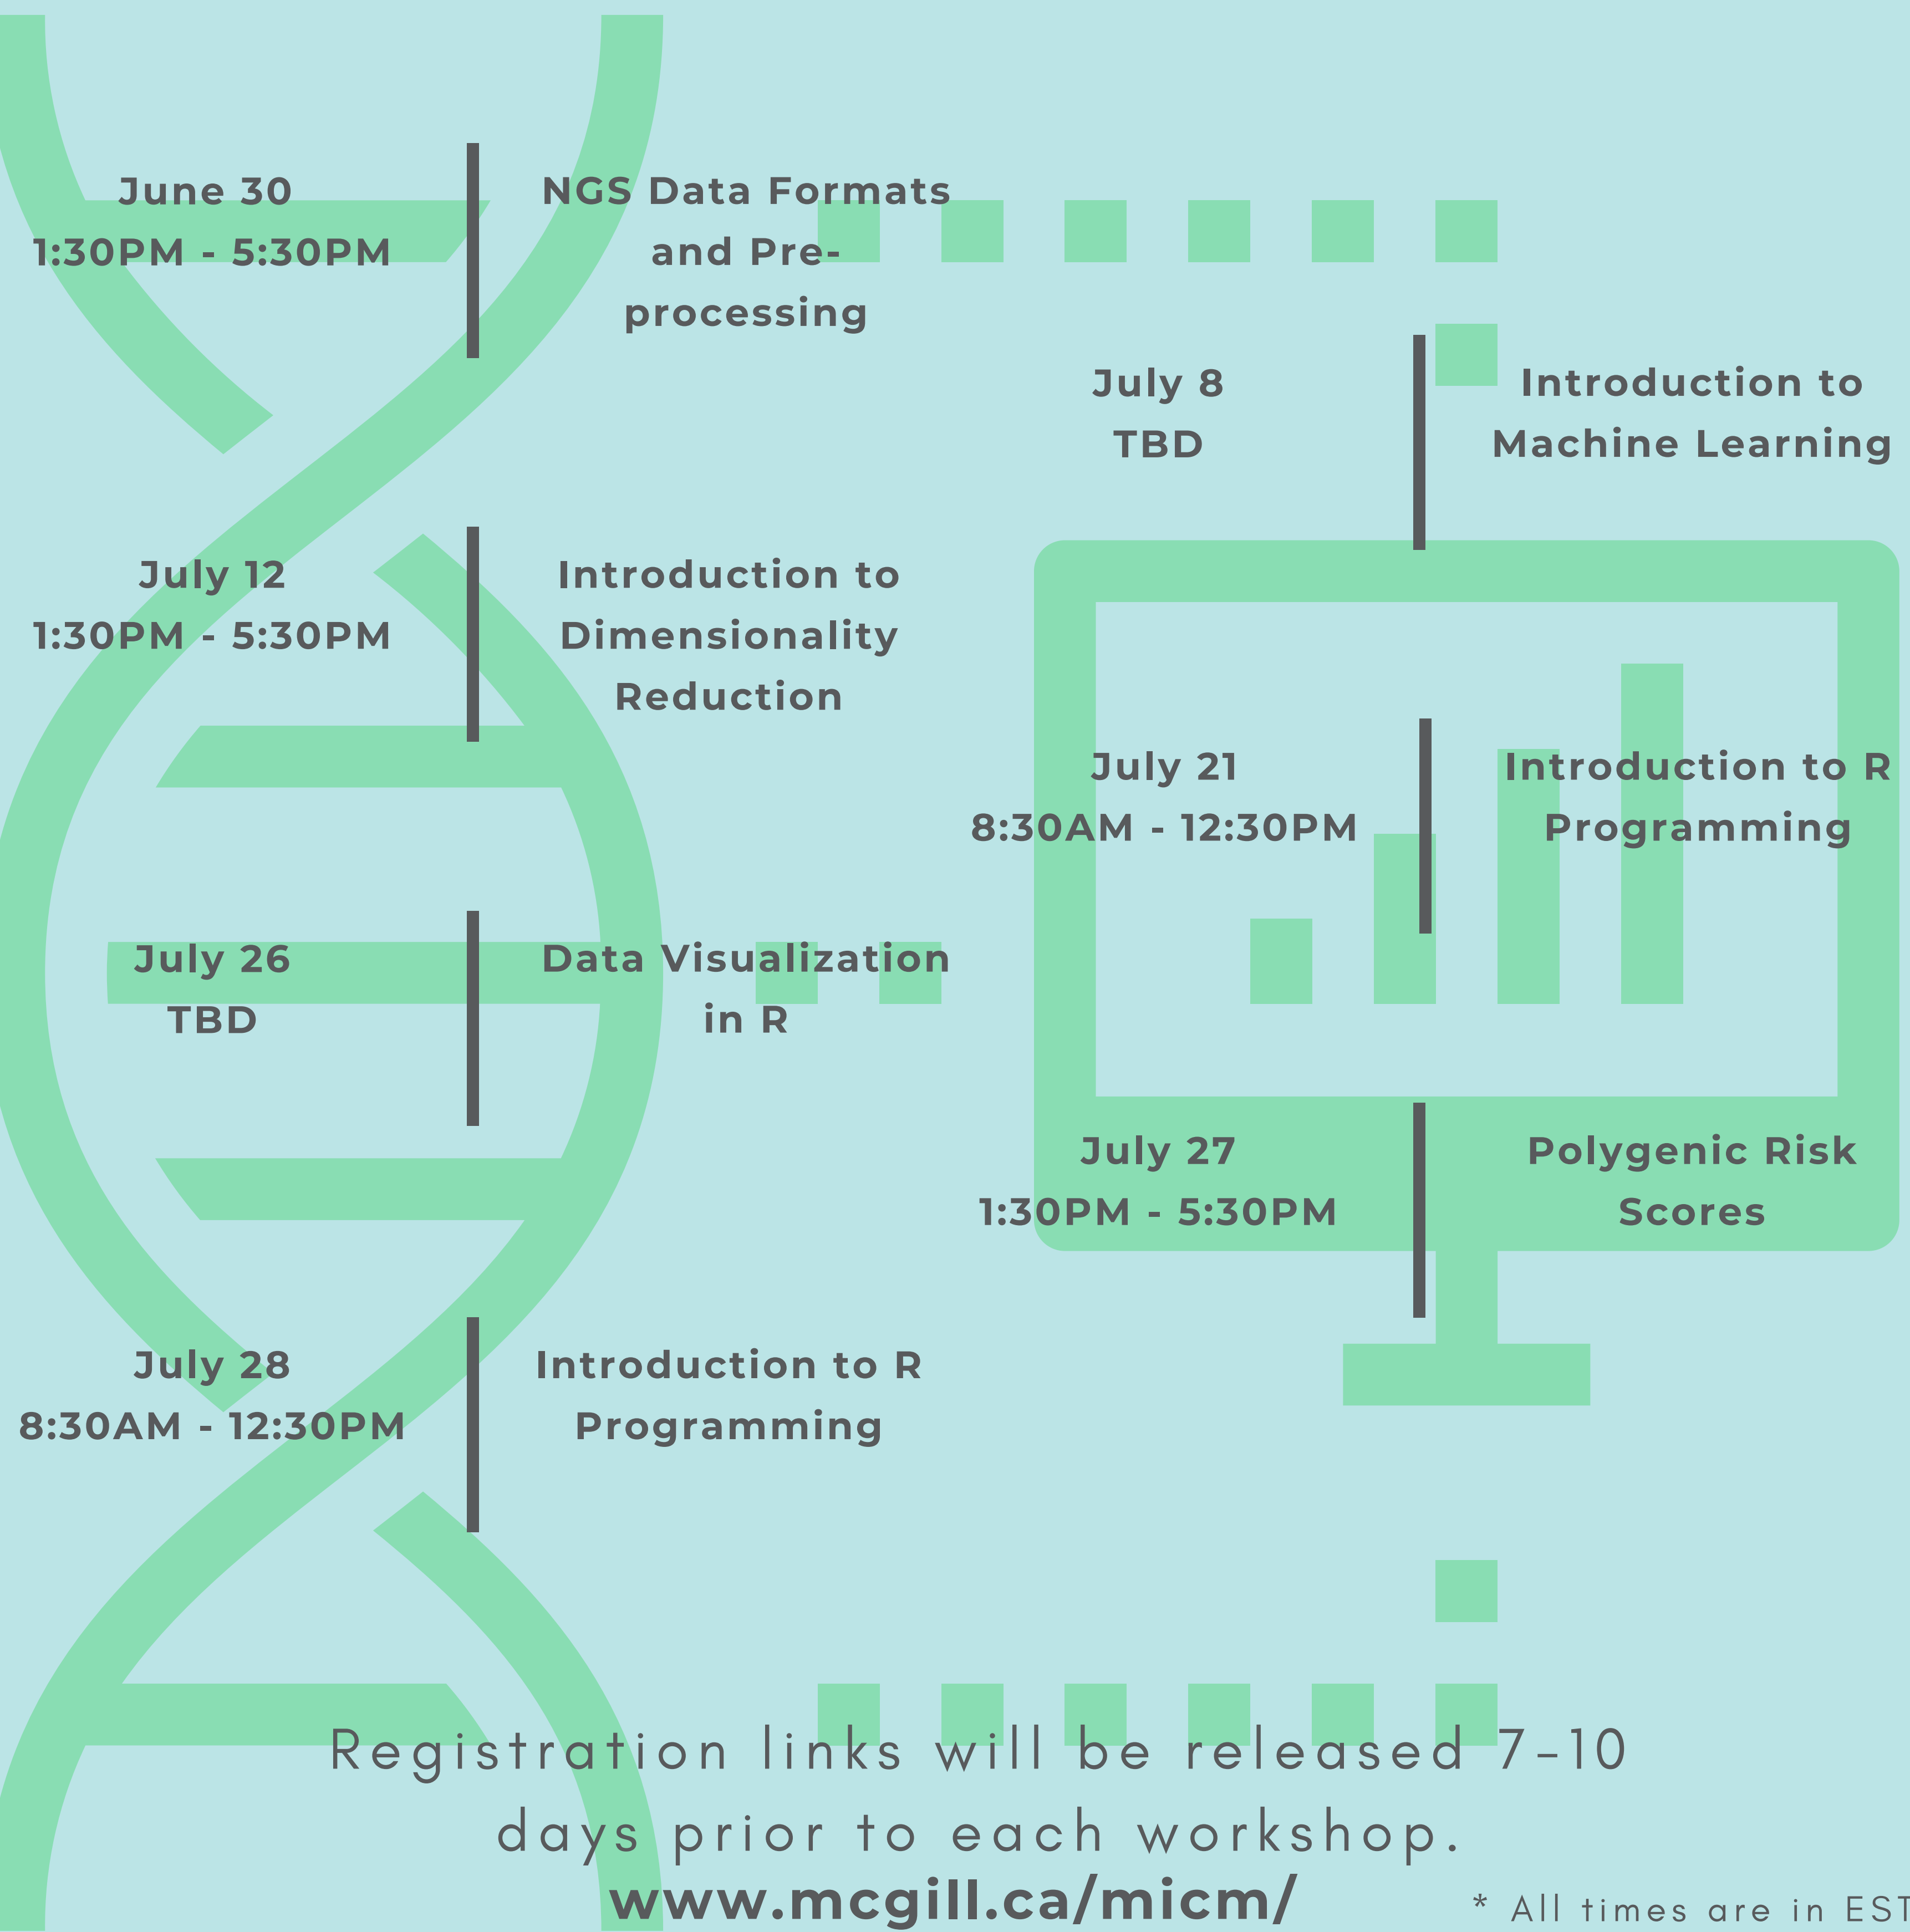 June 30
1:30PM - 5:30PM
NGS Data Formats
and Pre-
processing
July 8
TBD
Introduction to
Machine Learning
July 12
1:30PM - 5:30PM
Introduction to
Dimensionality
Reduction
July 21
8:30AM - 12:30PM
Introduction to R
Programming
July 26
TBD
Data Visualization
in R
July 27
1:30PM - 5:30PM
Polygenic Risk
Scores
July 28
8:30AM - 12:30PM
Introduction to R
Programming
Registration links will be released 7-10
days prior to each workshop.
www.mcgill.ca/micm/
* All times are in EST